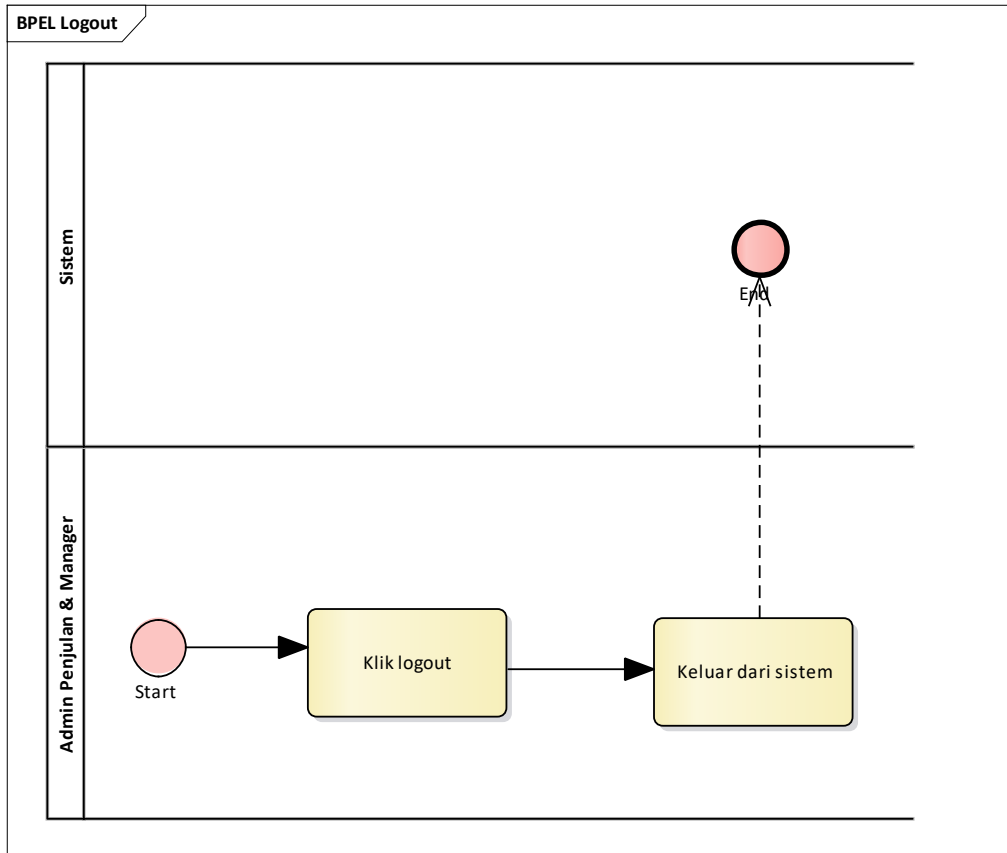 BPEL Logout
Sistem
End
Admin Penjulan & Manager
Start
Klik logout
Keluar dari sistem